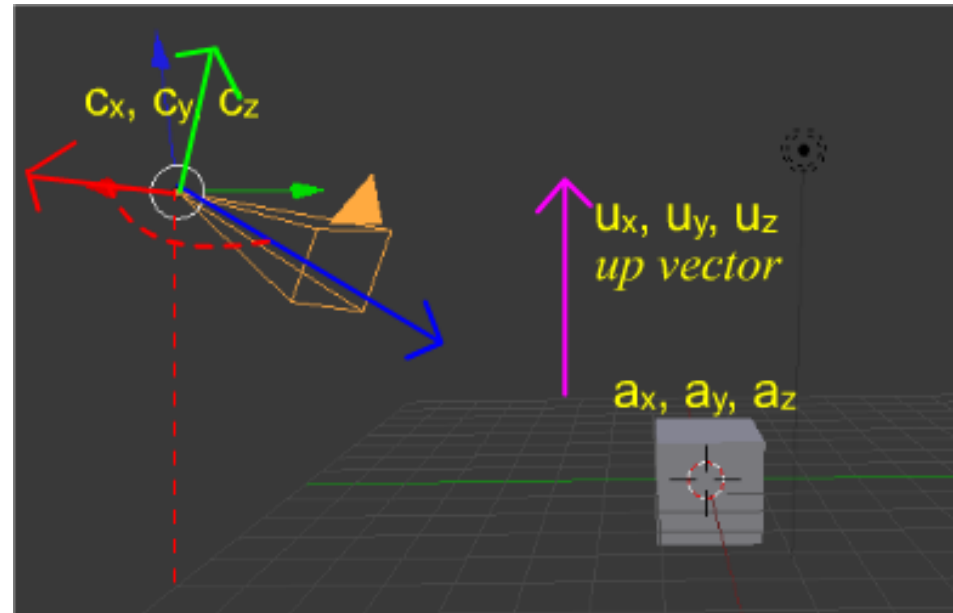 cx, cy, cz
ux, uy, uz
up vector
ax, ay, az